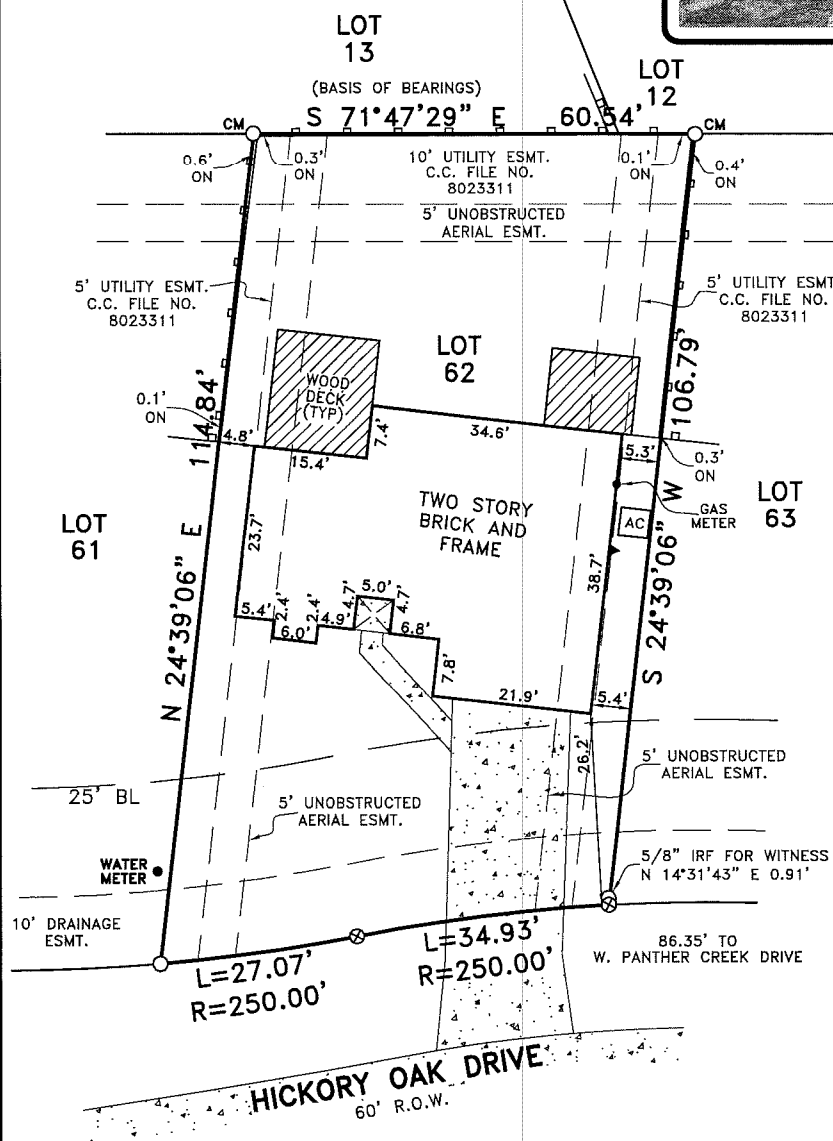 LOT
13
LOT
12
(BASIS OF BEARINGS)
CM
S 71°47'29" E 60.54'
CM
0.6'
ON
0.3'
ON
10' UTILITY ESMT.
C.C. FILE NO.
8023311
0.1'
ON
0.4'
ON
5' UNOBSTRUCTED
AERIAL ESMT.
5' UTILITY ESMT.
C.C. FILE NO.
8023311
5' UTILITY ESMT
C.C. FILE NO.
8023311
LOT
62
WOOD
DECK
(TYP)
114.84'
106.79'
0.1'
ON
4.8'
15.4'
7.4'
34.6'
5.3'
0.3'
ON
GAS
METER
AC
LOT
61
TWO STORY
BRICK AND
FRAME
LOT
63
N 24°39'06" E
S 24°39'06" W
23.7'
38.7'
5.4'
2.4'
6.0'
2.4'
4.9'
4.7'
5.0'
4.7'
6.8'
7.8'
21.9'
5.4'
26.2'
5' UNOBSTRUCTED
AERIAL ESMT.
25' BL
5' UNOBSTRUCTED
AERIAL ESMT.
WATER
METER
5/8" IRF FOR WITNESS
N 14°31'43" E 0.91'
10' DRAINAGE
ESMT.
L=27.07'
R=250.00'
L=34.93'
R=250.00'
86.35' TO
W. PANTHER CREEK DRIVE
HICKORY OAK DRIVE
60' R.O.W.